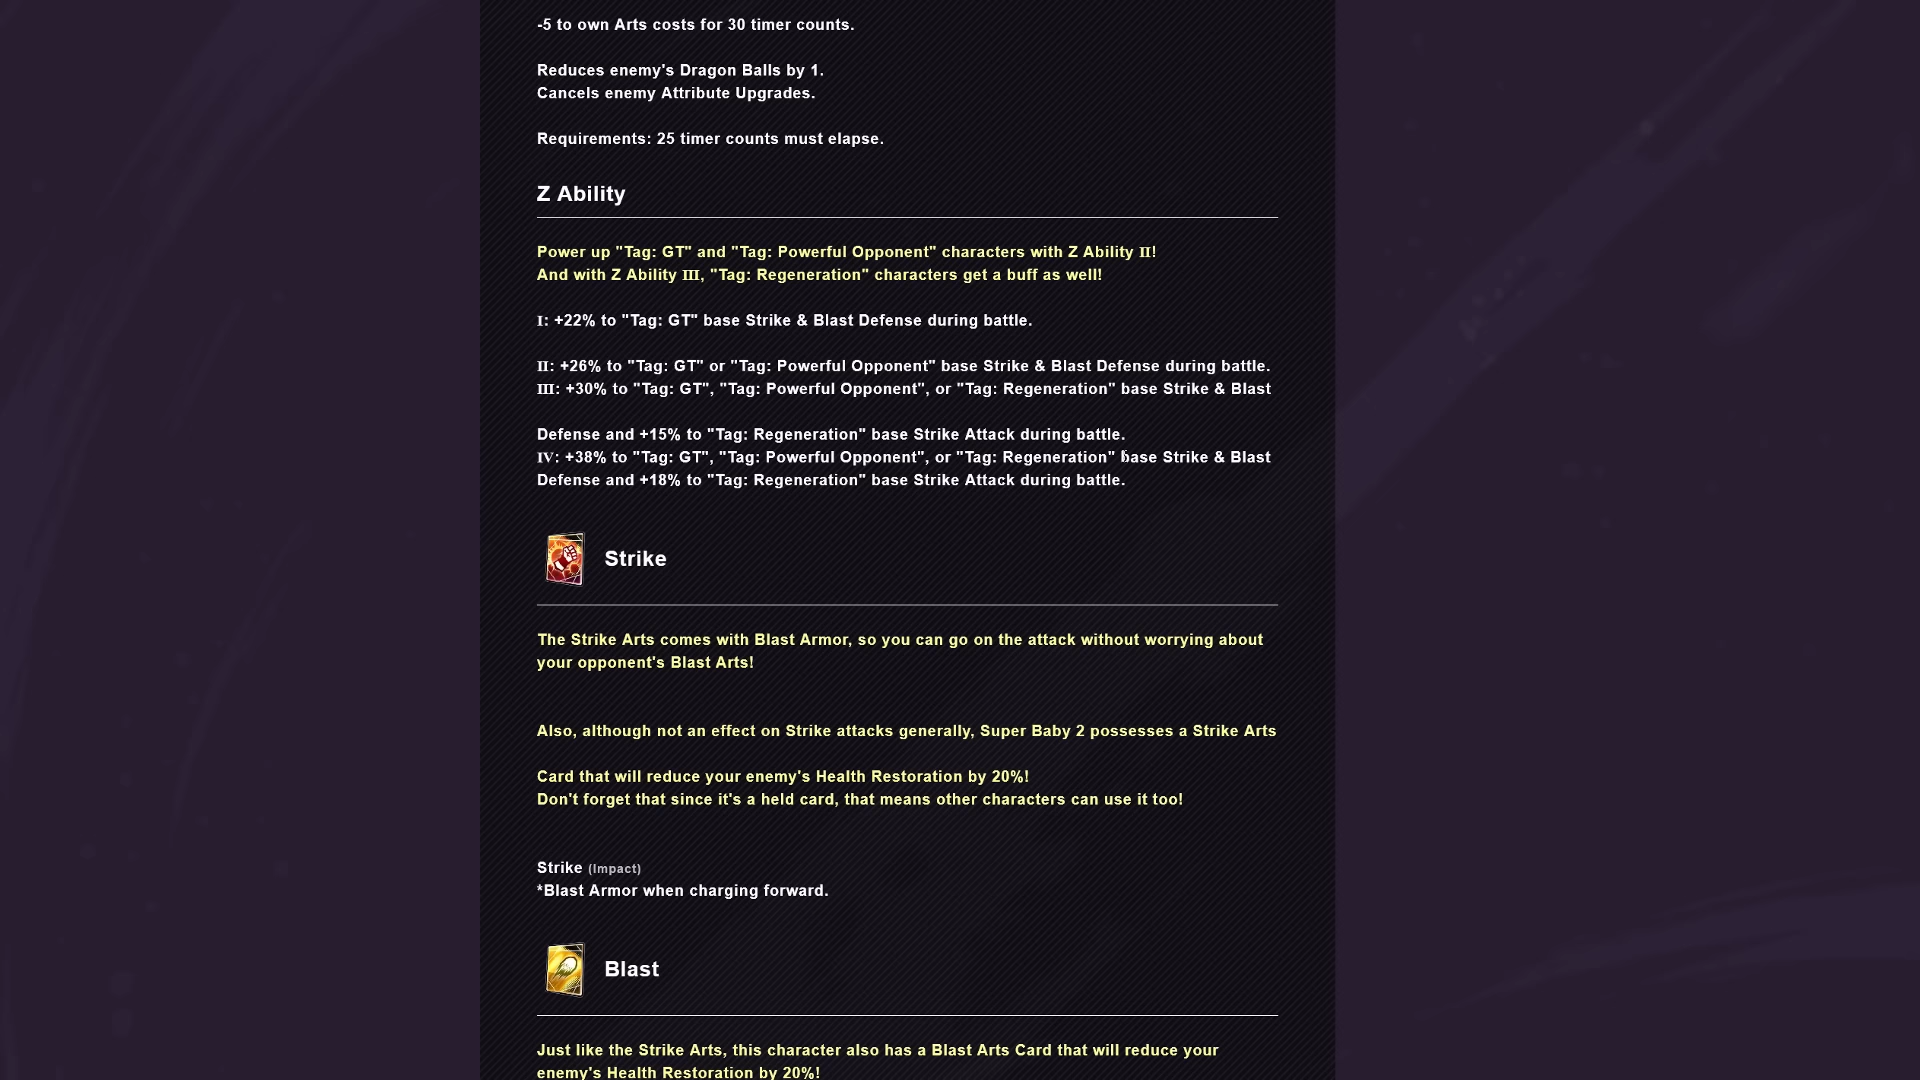 -5 to own Arts costs for 30 timer counts.
Reduces enemy's Dragon Balls by 1.
Cancels enemy Attribute Upgrades.
Requirements: 25 timer counts must elapse.
Z Ability
Power up "Tag: GT" and "Tag: Powerful Opponent" characters with Z Ability II!
And with Z Ability III, "Tag: Regeneration" characters get a buff as well!
I: +22% to "Tag: GT" base Strike & Blast Defense during battle.
II: +26% to "Tag: GT" or "Tag: Powerful Opponent" base Strike & Blast Defense during battle.
III: +30% to "Tag: GT", "Tag: Powerful Opponent", or "Tag: Regeneration" base Strike & Blast
Defense and +15% to "Tag: Regeneration" base Strike Attack during battle.
IV: +38% to "Tag: GT", "Tag: Powerful Opponent", or "Tag: Regeneration" base Strike & Blast
Defense and +18% to "Tag: Regeneration" base Strike Attack during battle.
Strike
The Strike Arts comes with Blast Armor, so you can go on the attack without worrying about
your opponent's Blast Arts!
Also, although not an effect on Strike attacks generally, Super Baby 2 possesses a Strike Arts
Card that will reduce your enemy's Health Restoration by 20%!
Don't forget that since it's a held card, that means other characters can use it too!
Strike (Impact)
*Blast Armor when charging forward.
Blast
Just like the Strike Arts, this character also has a Blast Arts Card that will reduce your
enemy's Health Restoration by 20%!